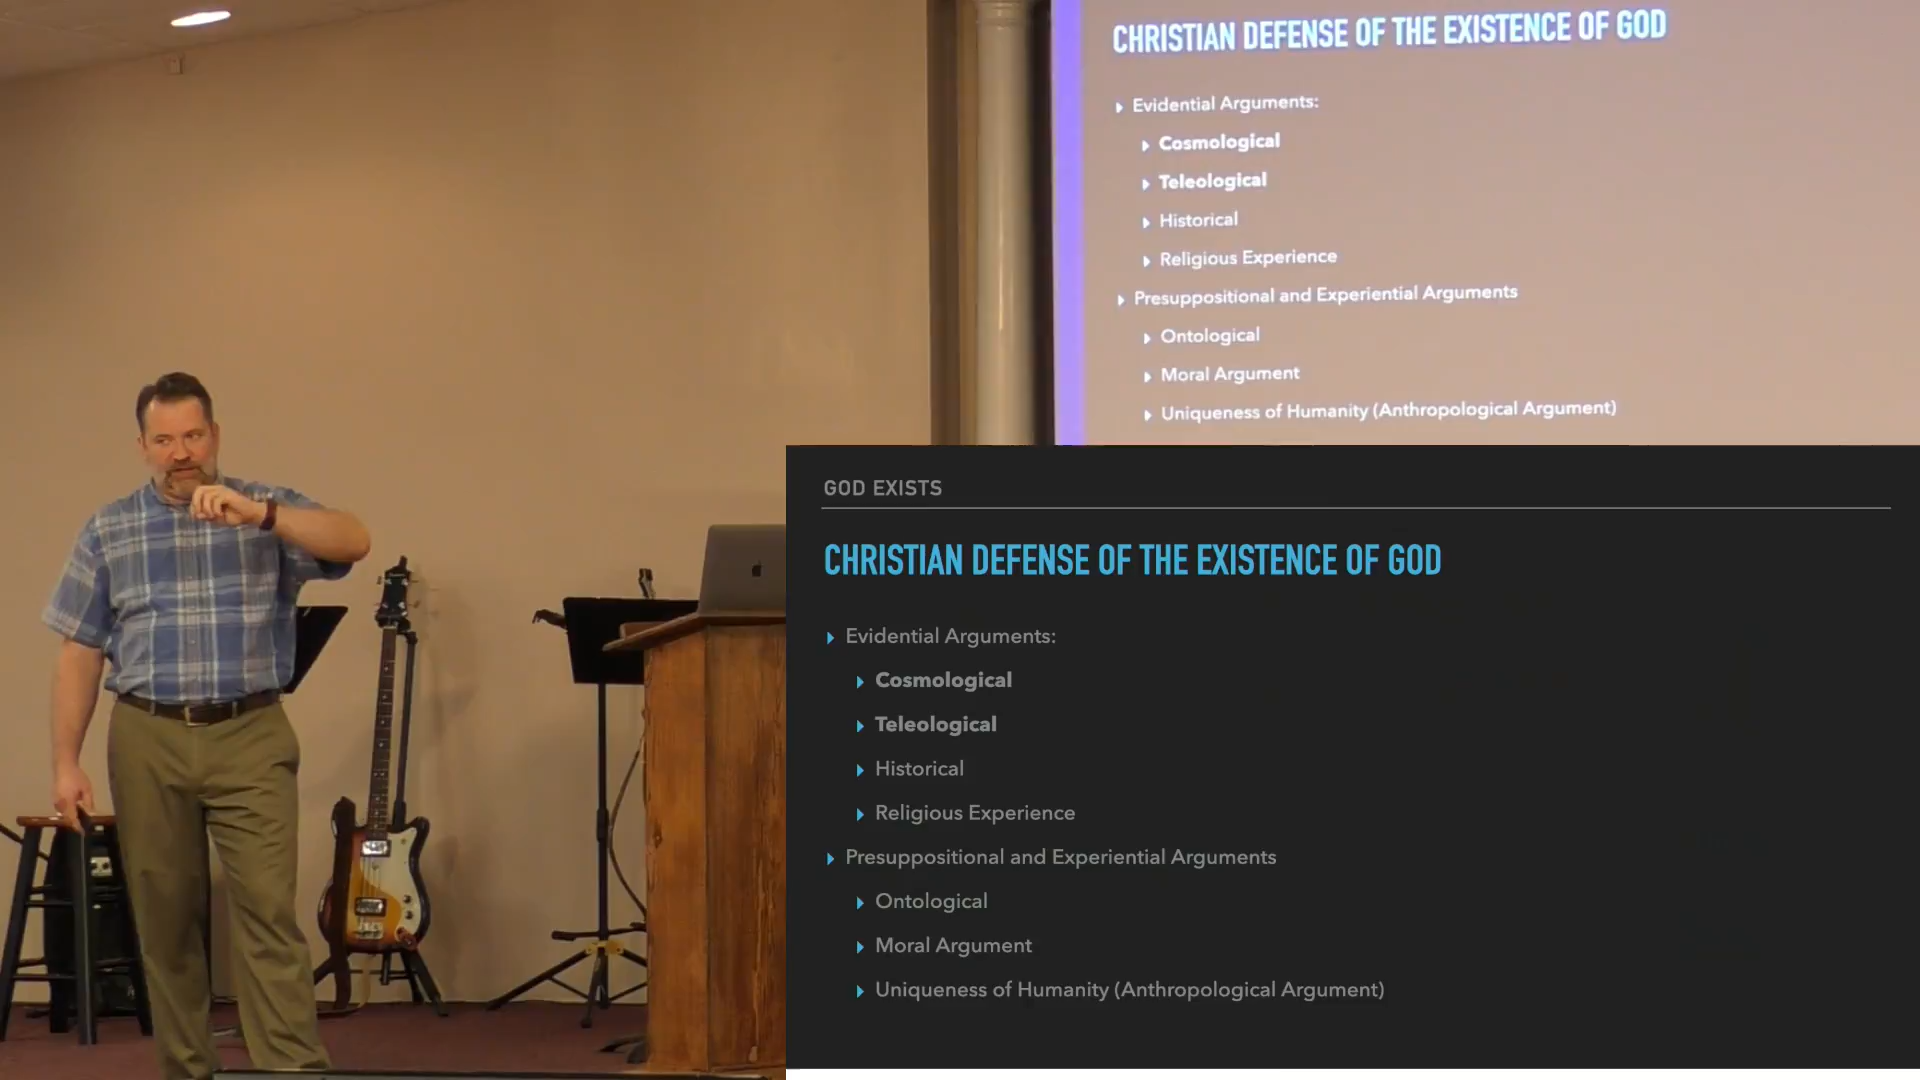 CHRISTIAN DEFENSE OF THE EXISTENCE OF GOD
Evidential Arguments:
Cosmological
Teleological
Historical
Religious Experience
Presuppositional and Experiential Arguments
Ontological
Moral Argument
Uniqueness of Humanity (Anthropological Argument)
GOD EXISTS
CHRISTIAN DEFENSE OF THE EXISTENCE OF GOD
Evidential Arguments:
Cosmological
Teleological
Historical
Religious Experience
Presuppositional and Experiential Arguments
Ontological
Moral Argument
Uniqueness of Humanity (Anthropological Argument)